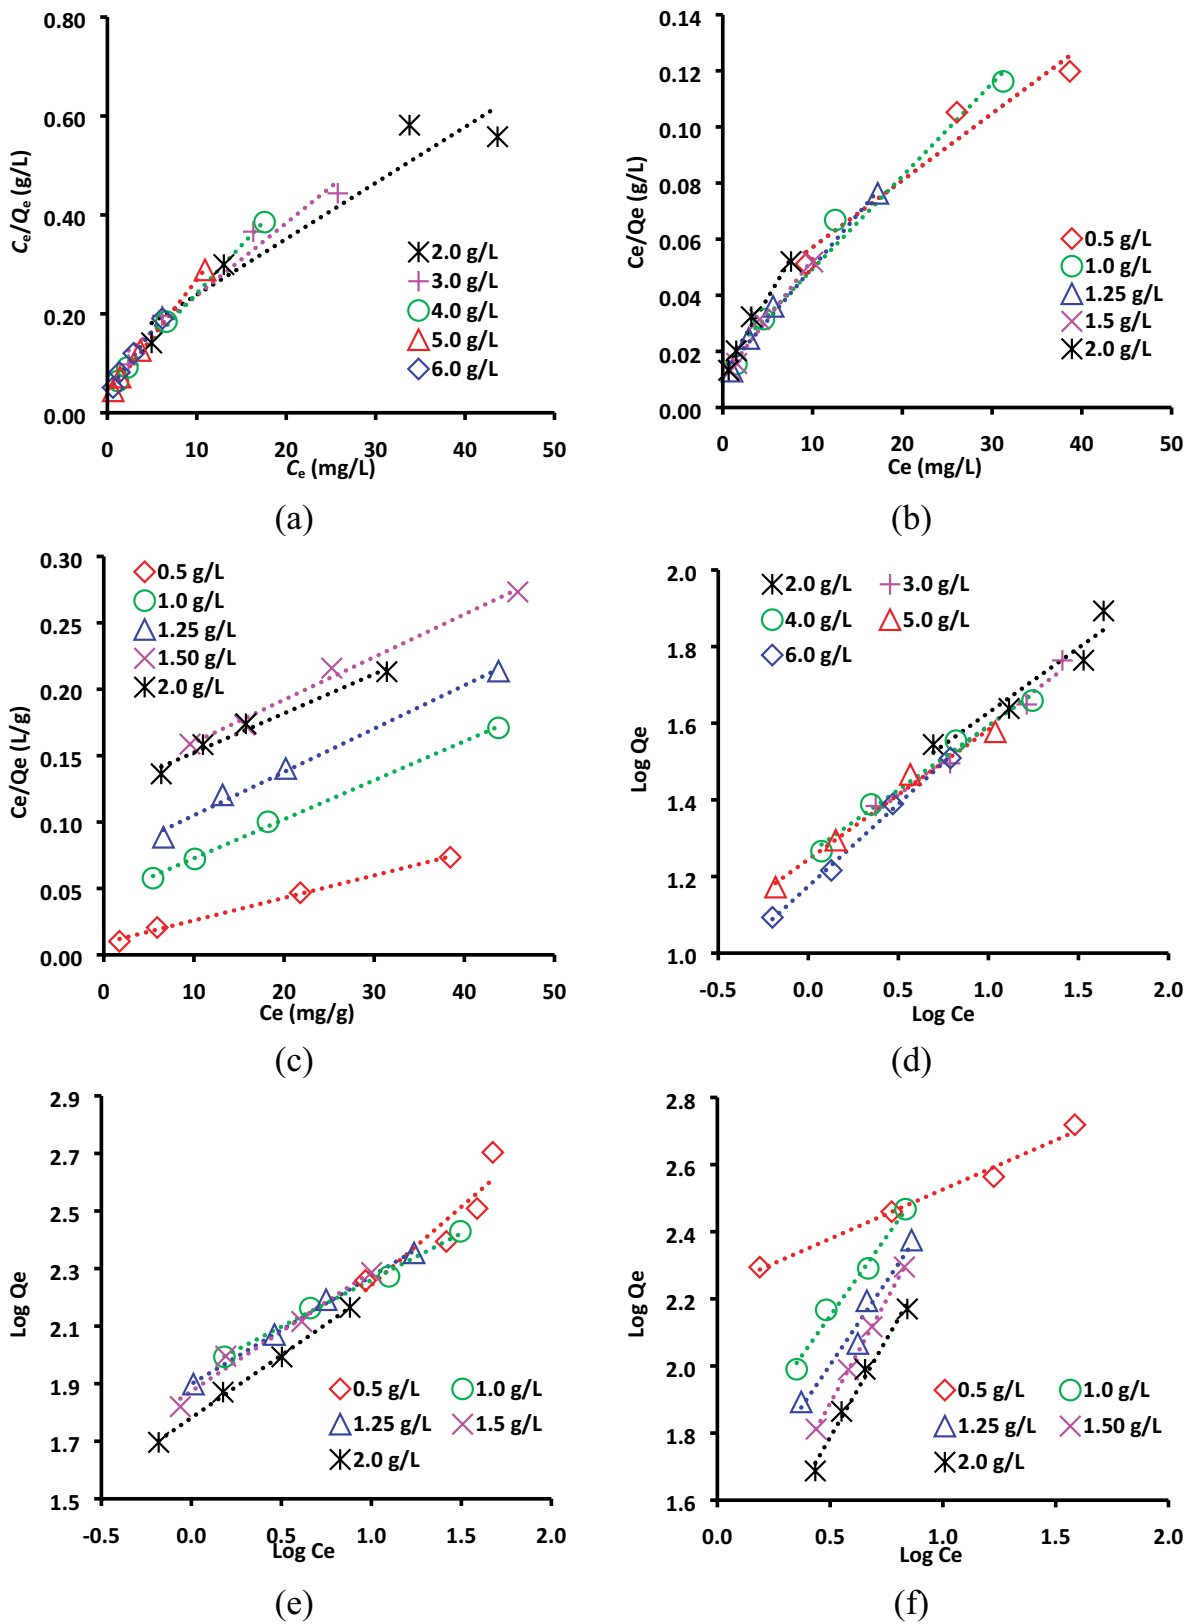 0.80
0.60
0.40
0.20
0.00
Ce/Qe (g/L)
2.0 g/L
3.0 g/L
4.0 g/L
5.0 g/L
6.0 g/L
0 10 20 30 40 50
Ce (mg/L)
(a)
0.14
0.12
0.10
0.08
0.06
0.04
0.02
0.00
Ce/Qe (g/L)
0.5 g/L
1.0 g/L
1.25 g/L
1.5 g/L
2.0 g/L
0 10 20 30 40 50
Ce (mg/L)
(b)
0.30
0.25
0.20
0.15
0.10
0.05
0.00
Ce/Qe (L/g)
0.5 g/L
1.0 g/L
1.25 g/L
1.50 g/L
2.0 g/L
0 10 20 30 40 50
Ce (mg/g)
(c)
2.0
1.8
1.6
1.4
1.2
1.0
Log Qe
2.0 g/L 3.0 g/L
4.0 g/L 5.0 g/L
6.0 g/L
-0.5 0.0 0.5 1.0 1.5 2.0
Log Ce
(d)
2.9
2.7
2.5
2.3
2.1
1.9
1.7
1.5
Log Qe
0.5 g/L 1.0 g/L
1.25 g/L 1.5 g/L
2.0 g/L
-0.5 0.0 0.5 1.0 1.5 2.0
Log Ce
(e)
2.8
2.6
2.4
2.2
2.0
1.8
1.6
Log Qe
0.5 g/L 1.0 g/L
1.25 g/L 1.50 g/L
2.0 g/L
0.0 0.5 1.0 1.5 2.0
Log Ce
(f)